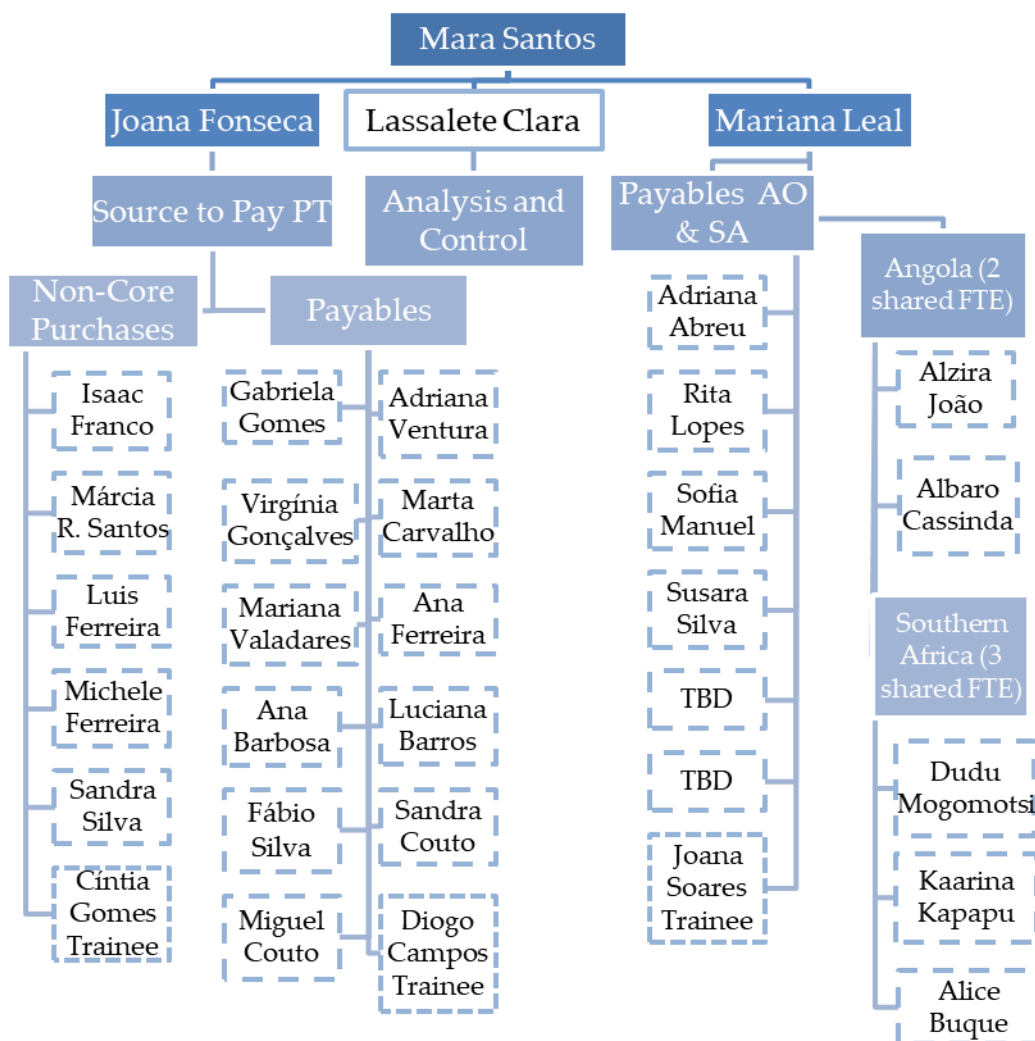 Mara Santos
Joana Fonseca
Lassalete Clara
Mariana Leal
Source to Pay PT
Analysis and
Control
Payables AO
& SA
Angola (2
shared FTE)
Non-Core
Purchases
Payables
Isaac
Franco
Márcia
R. Santos
Luis
Ferreira
Michele
Ferreira
Sandra
Silva
Cíntia
Gomes
Trainee
Gabriela
Gomes
Virgínia
Gonçalves
Mariana
Valadares
Ana
Barbosa
Fábio
Silva
Miguel
Couto
Adriana
Ventura
Marta
Carvalho
Ana
Ferreira
Luciana
Barros
Sandra
Couto
Diogo
Campos
Trainee
Adriana
Abreu
Rita
Lopes
Sofia
Manuel
Susara
Silva
TBD
TBD
Joana
Soares
Trainee
Alzira
João
Albaro
Cassinda
Southern
Africa (3
shared FTE)
Dudu
Mogomotsi
Kaarina
Kapapu
Alice
Buque